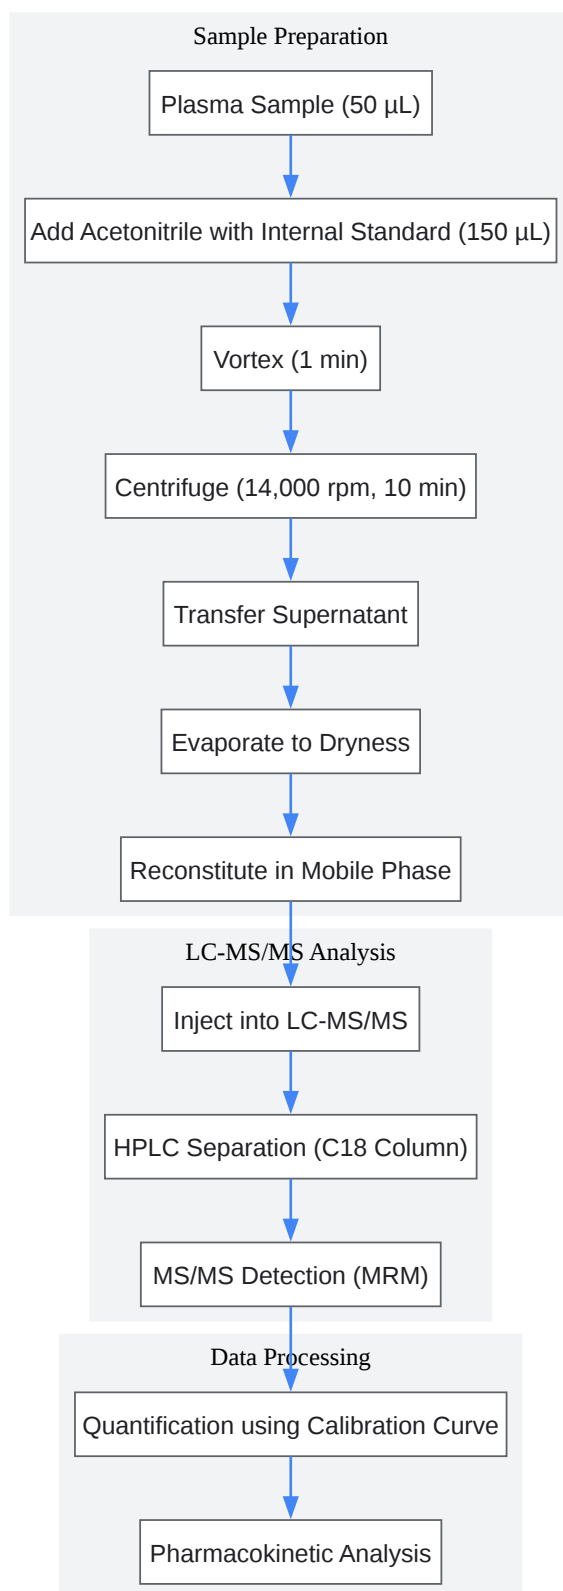 Sample Preparation
Plasma Sample (50 µL)
Add Acetonitrile with Internal Standard (150 µL)
Vortex (1 min)
Centrifuge (14,000 rpm, 10 min)
Transfer Supernatant
Evaporate to Dryness
Reconstitute in Mobile Phase
LC-MS/MS Analysis
Inject into LC-MS/MS
HPLC Separation (C18 Column)
MS/MS Detection (MRM)
Data Processing
Quantification using Calibration Curve
Pharmacokinetic Analysis